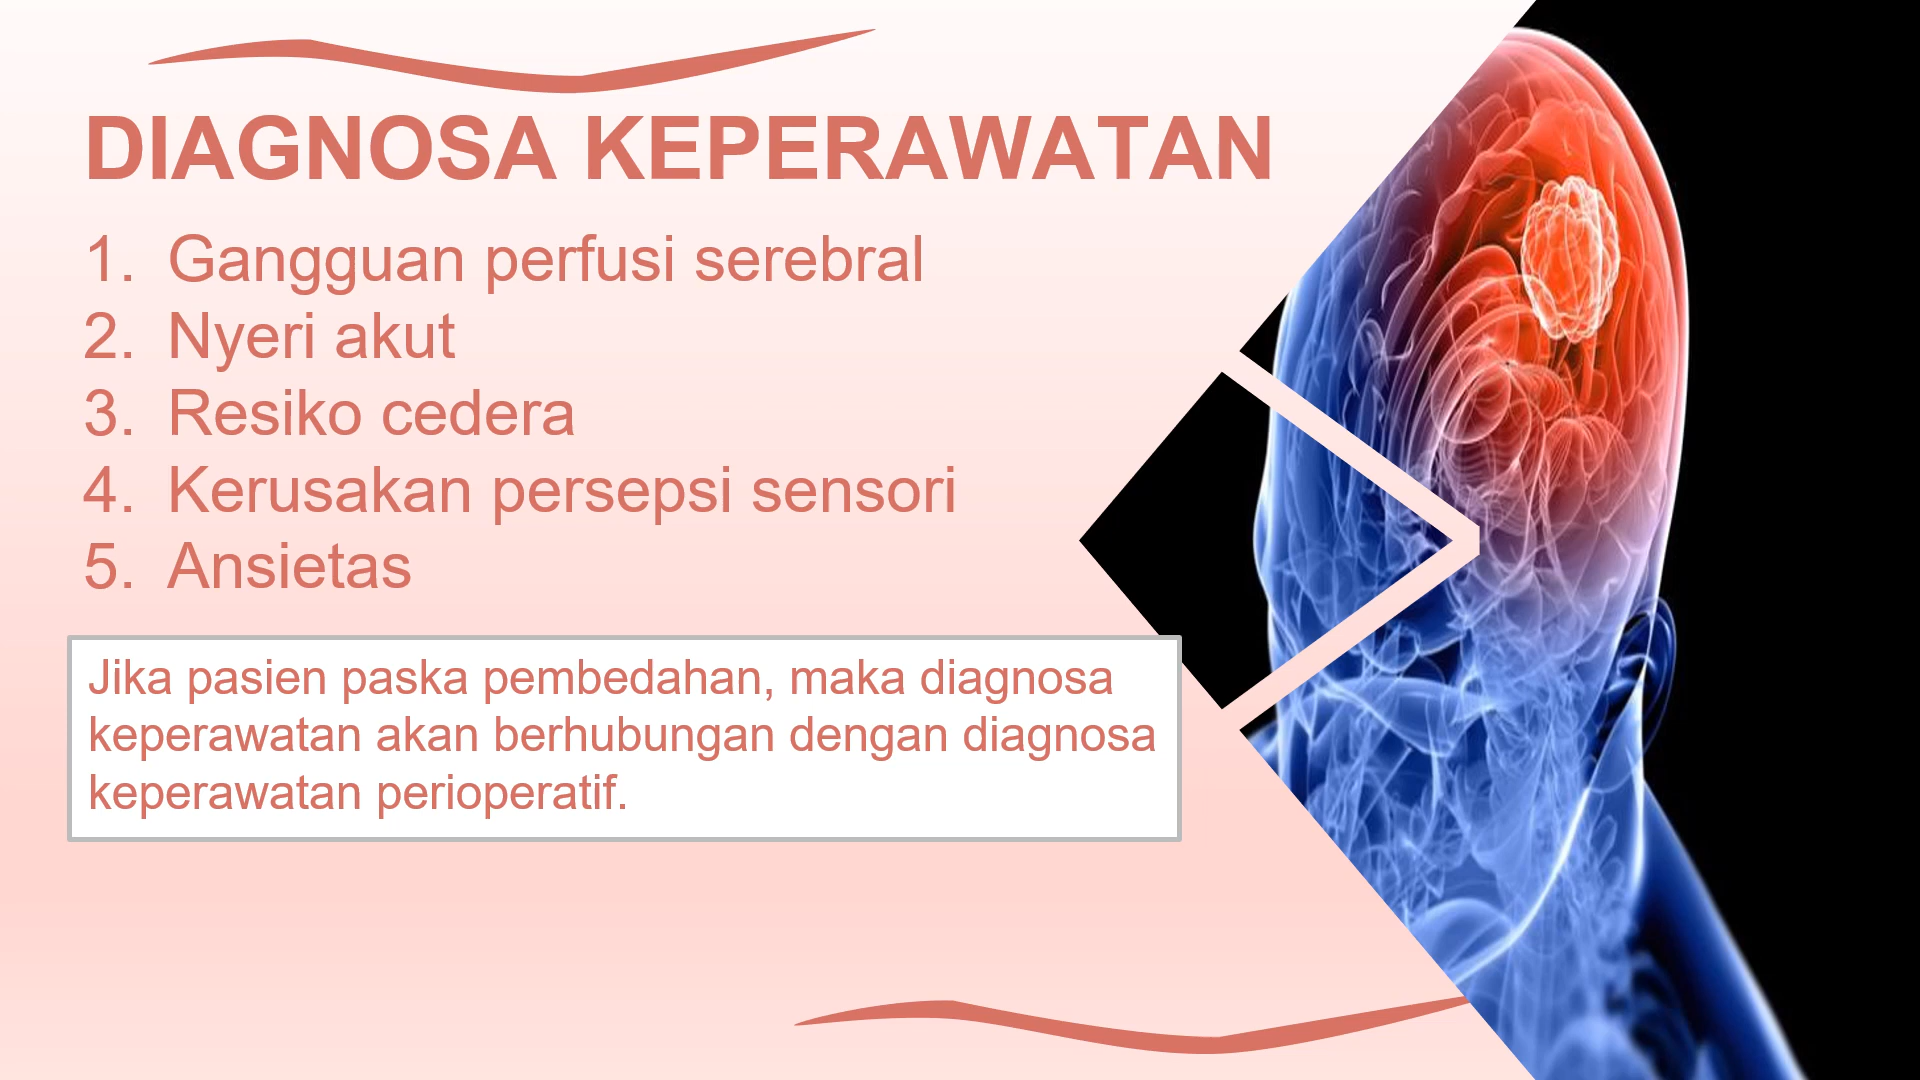 DIAGNOSA KEPERAWATAN
1. Gangguan perfusi serebral
2. Nyeri akut
3. Resiko cedera
4. Kerusakan persepsi sensori
5. Ansietas
Jika pasien paska pembedahan, maka diagnosa
keperawatan akan berhubungan dengan diagnosa
keperawatan perioperatif.